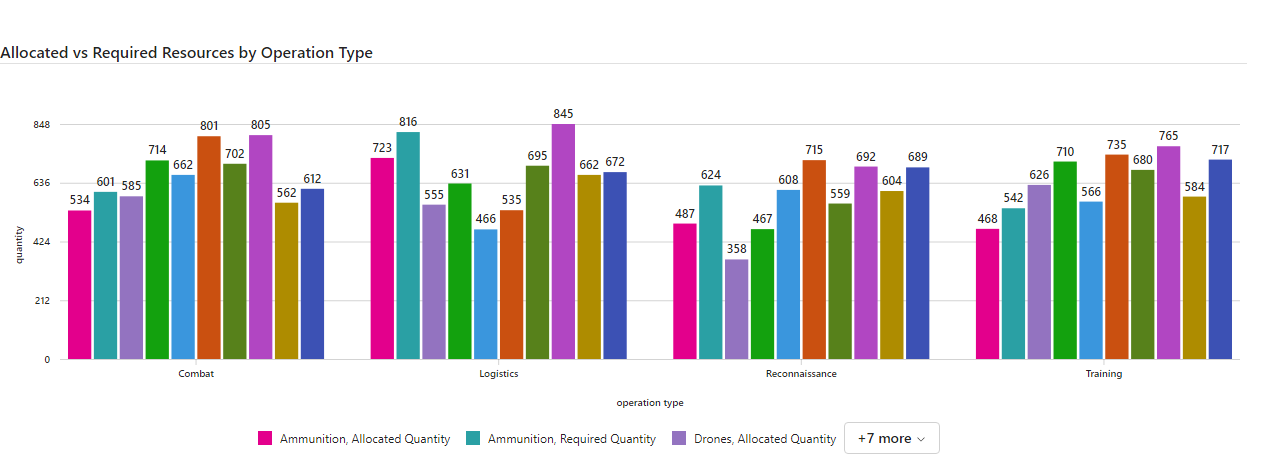 Allocated vs Required Resources by Operation Type
848
636
424
212
0
quantity
534 601 585 714 662 801 702 805 562 612
723 816 555 631 466 535 695 845 662 672
487 624 358 467 608 715 559 692 604 689
468 542 626 710 566 735 680 765 584 717
Combat Logistics Reconnaissance Training
operation type
Ammunition, Allocated Quantity Ammunition, Required Quantity Drones, Allocated Quantity +7 more